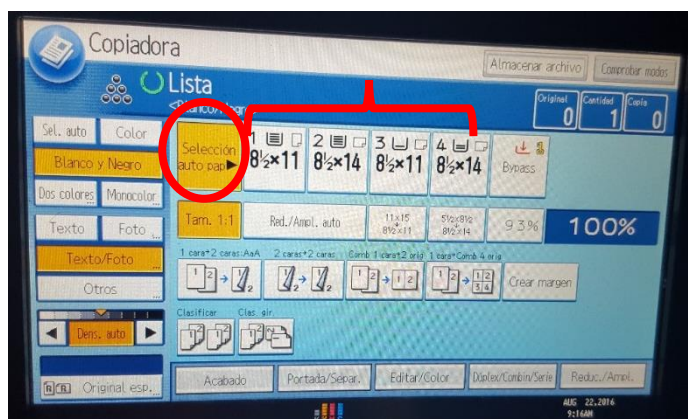 Copiadora
Almacenar archivo
Comprobar modos
Lista
Original 0
Cantidad 1
Copia 0
Sel. auto
Color
Blanco y Negro
Dos colores
Monocolor
Selección auto pap▶
1 8½×11
2 8½×14
3 8½×11
4 8½×14
Bypass
Texto
Foto
Texto/Foto
Otros
Tam. 1:1
Red./Ampl. auto
11×15
8½×11
5½×8½
8½×14
93%
100%
1 cara→2 caras:AaA
2 caras→2 caras
Comb 1 cara→2 orig
1 cara→Comb 4 orig
Crear margen
Clasificar
Clas. gir.
Dens. auto
Original esp.
Acabado
Portada/Separ.
Editar/Color
Dúplex/Combin/Serie
Reduc./Ampl.
AUG 22,2016
9:16AM